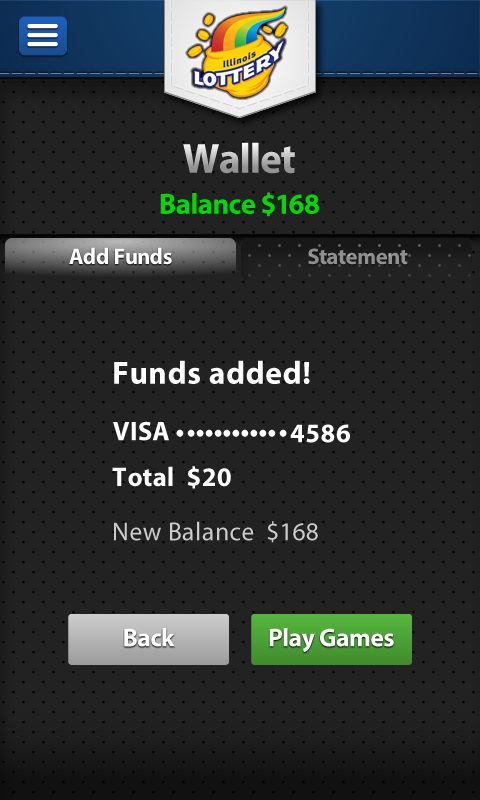 Illinois
LOTTERY
Wallet
Balance $168
Add Funds
Statement
Funds added!
VISA ••••••••••••4586
Total $20
New Balance $168
Back
Play Games